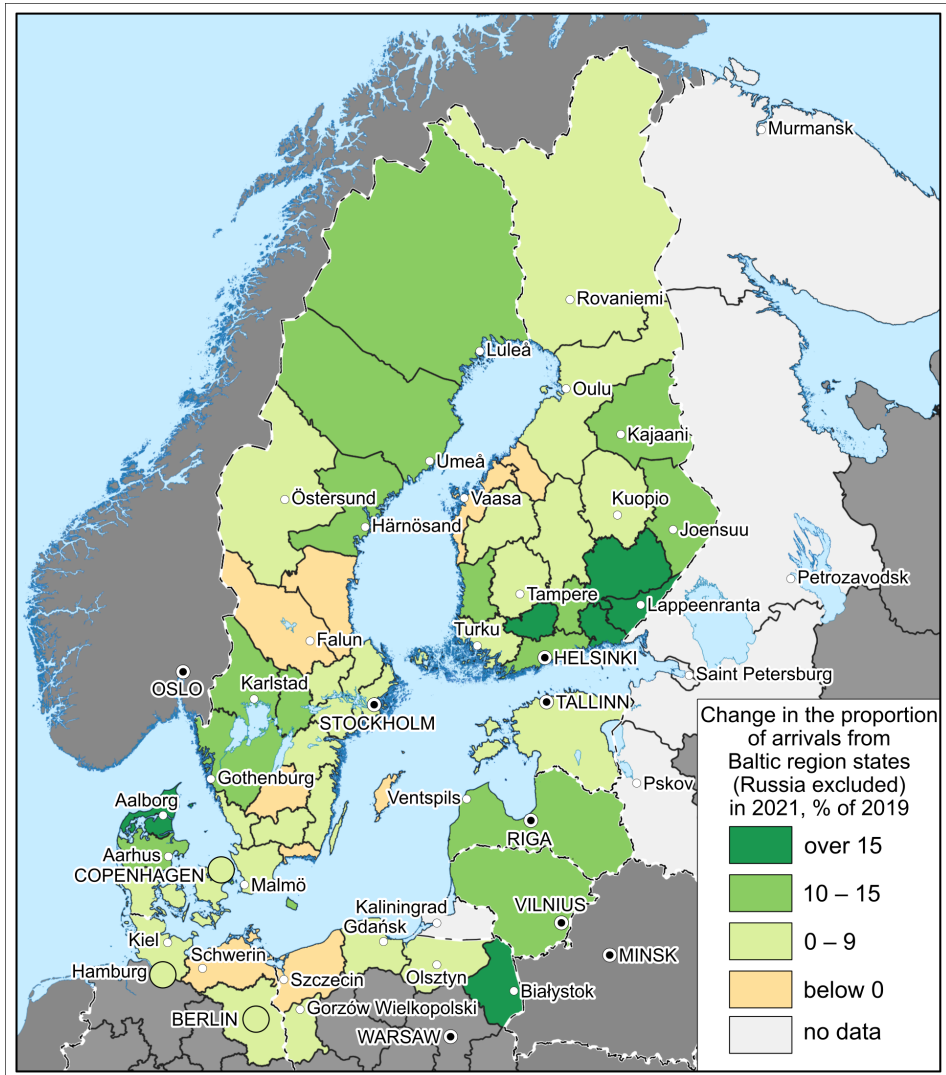 Murmansk
Rovaniemi
Luleå
Oulu
Kajaani
Umeå
Östersund
Vaasa
Kuopio
Härnösand
Joensuu
Petrozavodsk
Tampere
Lappeenranta
Falun
Turku
HELSINKI
Saint Petersburg
OSLO
Karlstad
TALLINN
STOCKHOLM
Change in the proportion
of arrivals from
Baltic region states
(Russia excluded)
in 2021, % of 2019
over 15
10 – 15
0 – 9
below 0
no data
Gothenburg
Pskov
Aalborg
Ventspils
RIGA
Aarhus
COPENHAGEN
Malmö
Kaliningrad
VILNIUS
Gdańsk
Kiel
Schwerin
MINSK
Hamburg
Szczecin
Olsztyn
Białystok
Gorzów Wielkopolski
BERLIN
WARSAW